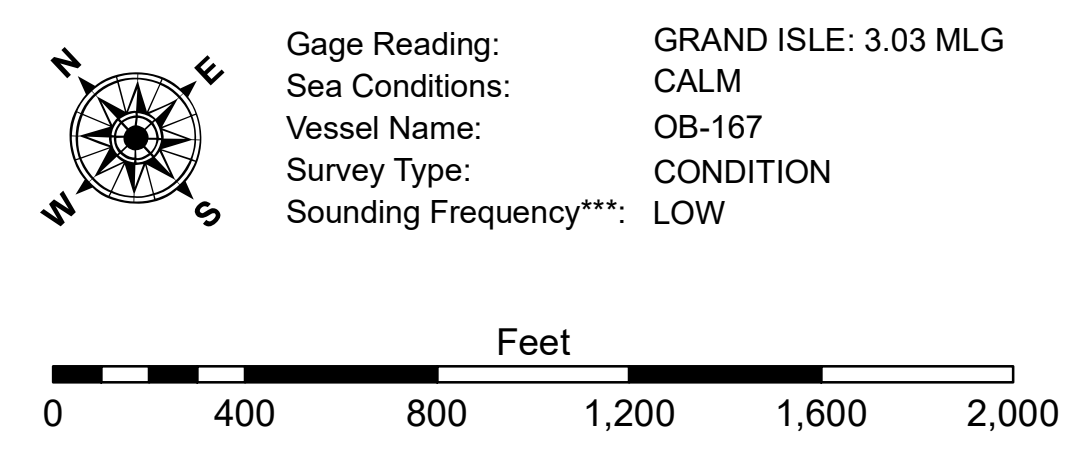 N
E
W
S
Gage Reading: GRAND ISLE: 3.03 MLG
Sea Conditions: CALM
Vessel Name: OB-167
Survey Type: CONDITION
Sounding Frequency***: LOW
Feet
0 400 800 1,200 1,600 2,000